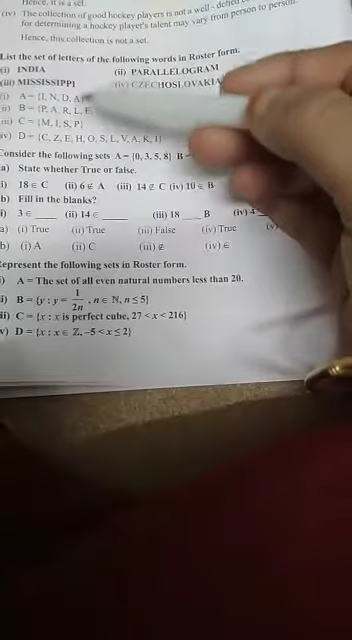 Hence, it is a set.
(iv) The collection of good hockey players is not a well - defined
for determining a hockey player's talent may vary from person to person.
Hence, this collection is not a set.
List the set of letters of the following words in Roster form.
(i) INDIA (ii) PARALLELOGRAM
(iii) MISSISSIPPI (iv) CZECHOSLOVAKIA
(i) A = {I, N, D, A}
(ii) B = {P, A, R, L, E,
(iii) C = {M, I, S, P}
(iv) D = {C, Z, E, H, O, S, L, V, A, K, I}
Consider the following sets A = {0, 3, 5, 8} B =
a) State whether True or false.
i) 18 ∈ C (ii) 6 ∉ A (iii) 14 ∉ C (iv) 10 ∈ B
b) Fill in the blanks?
i) 3 ∈ ____ (ii) 14 ∈ ____ (iii) 18 ____ B (iv) 4
a) (i) True (ii) True (iii) False (iv) True (v)
b) (i) A (ii) C (iii) ∉ (iv) ∈
Represent the following sets in Roster form.
i) A = The set of all even natural numbers less than 20.
i) B = {y : y = 1/2n , n ∈ N, n ≤ 5}
ii) C = {x : x is perfect cube, 27 < x < 216}
v) D = {x : x ∈ Z, –5 < x ≤ 2}